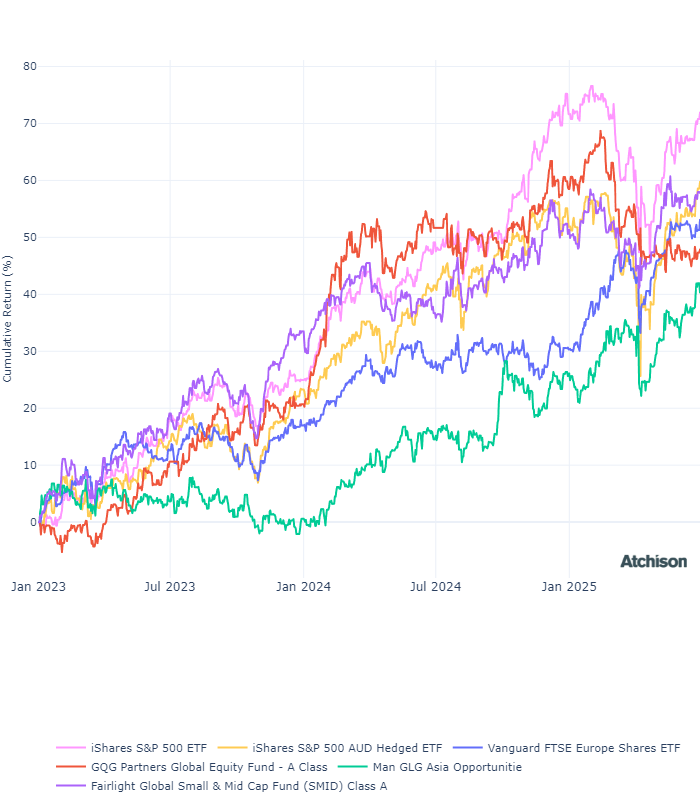 80
70
60
50
40
30
20
10
0
Cumulative Return (%)
Atchison
Jan 2023 Jul 2023 Jan 2024 Jul 2024 Jan 2025
iShares S&P 500 ETF iShares S&P 500 AUD Hedged ETF Vanguard FTSE Europe Shares ETF
GQG Partners Global Equity Fund - A Class Man GLG Asia Opportunitie
Fairlight Global Small & Mid Cap Fund (SMID) Class A